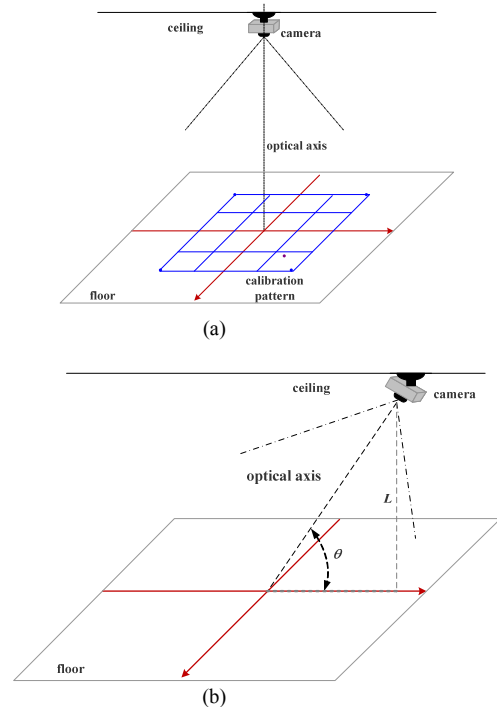 ceiling
camera
optical axis
calibration
pattern
floor
(a)
ceiling
camera
optical axis
L
θ
floor
(b)